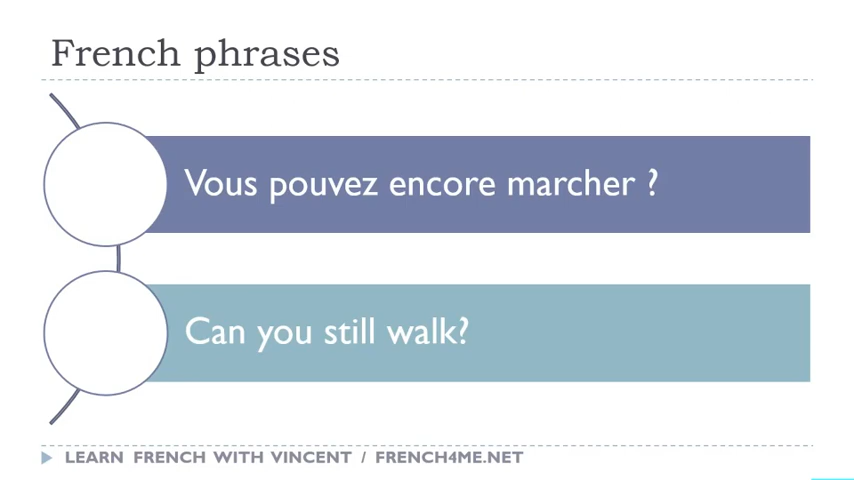 French phrases
Vous pouvez encore marcher ?
Can you still walk?
LEARN FRENCH WITH VINCENT / FRENCH4ME.NET